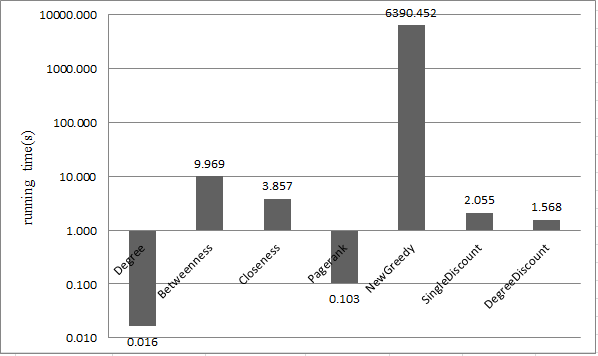 10000.000
1000.000
100.000
10.000
1.000
0.100
0.010
running time(s)
6390.452
9.969
3.857
2.055
1.568
0.103
0.016
Degree
Betweenness
Closeness
Pagerank
NewGreedy
SingleDiscount
DegreeDiscount